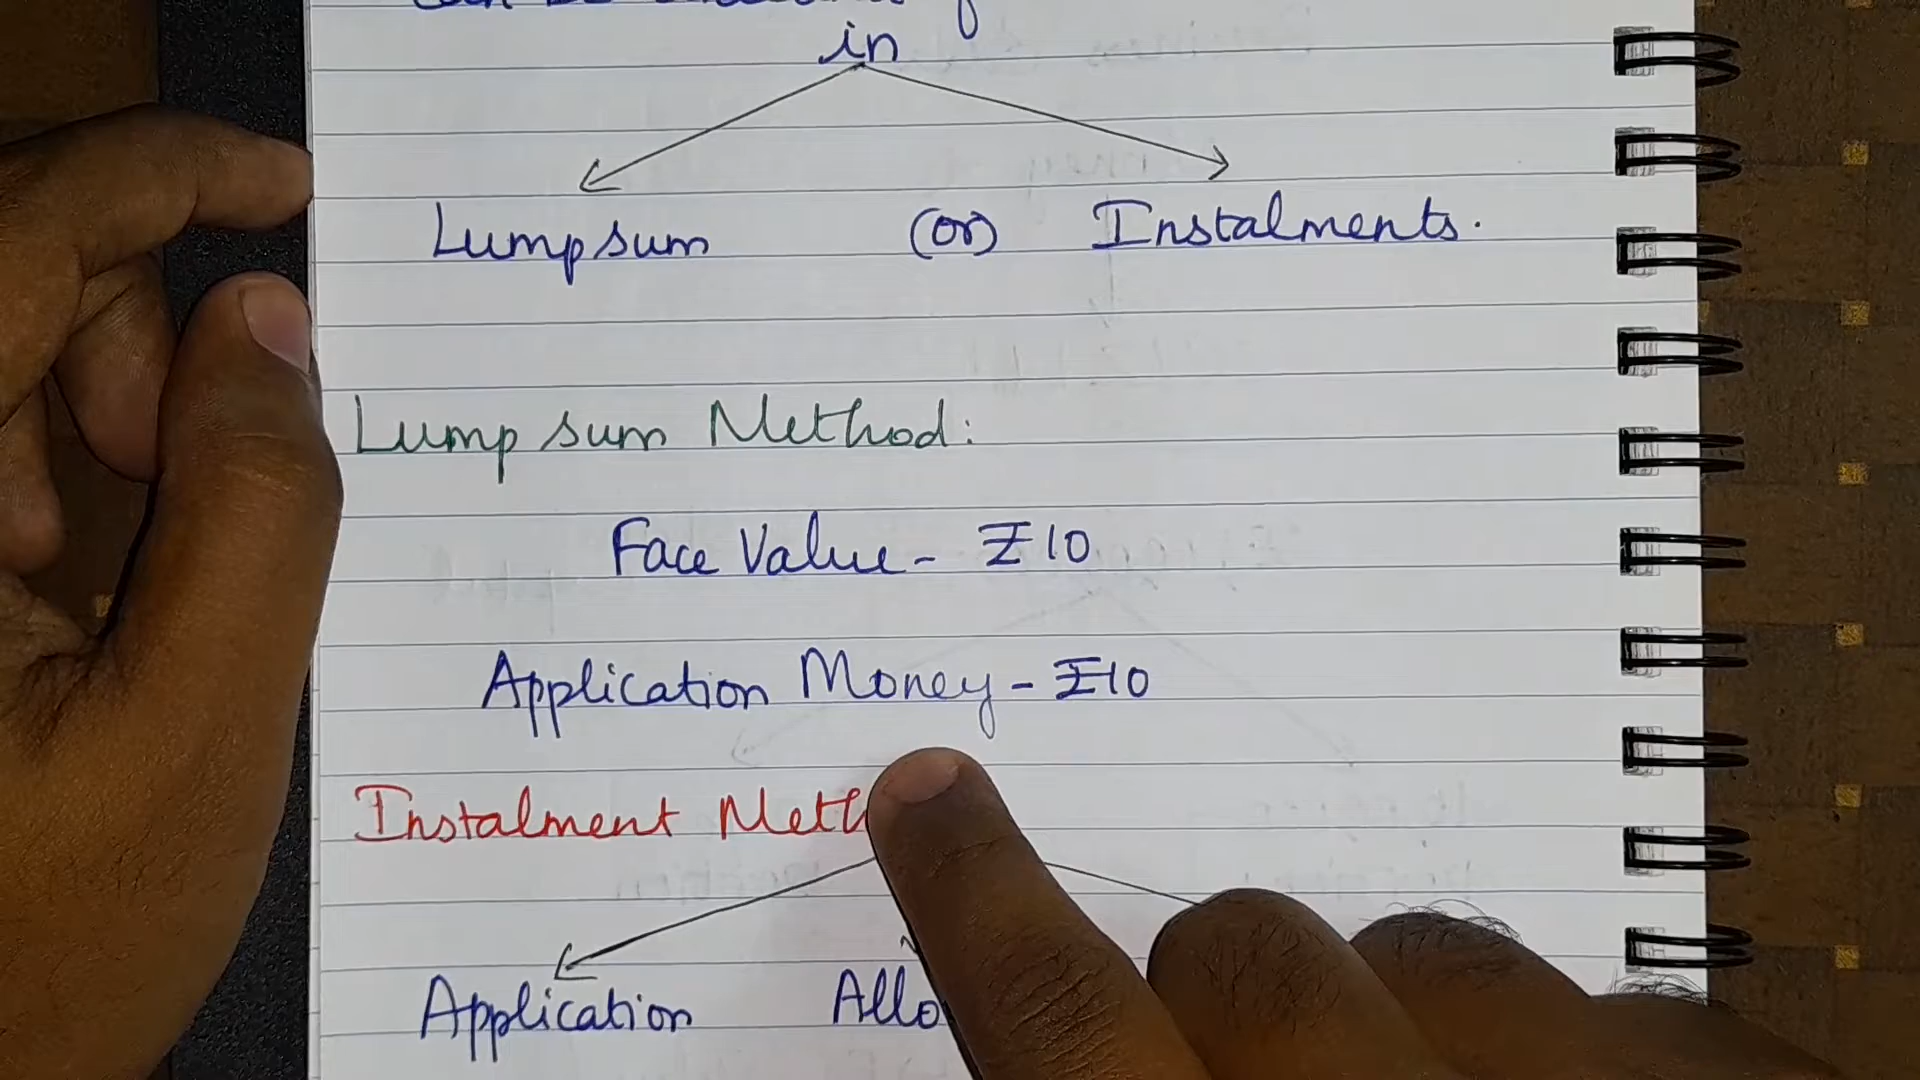 in
Lumpsum (or) Instalments.
Lump sum Method:
Face Value - ₹10
Application Money - ₹10
Instalment
Application